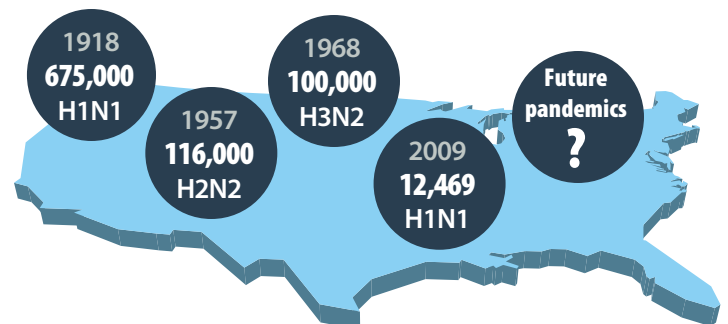 1918
675,000
H1N1
1957
116,000
H2N2
1968
100,000
H3N2
2009
12,469
H1N1
Future
pandemics
?